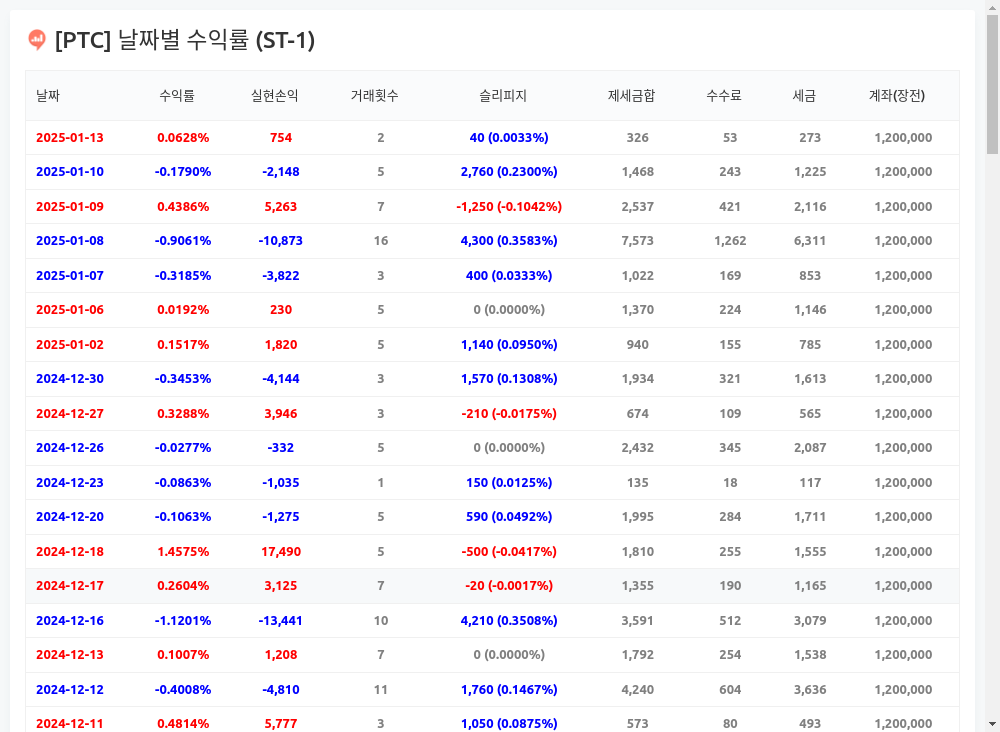 [PTC] 날짜별 수익률 (ST-1)
날짜 수익률 실현손익 거래횟수 슬리피지 제세금합 수수료 세금 계좌(장전)
2025-01-13 0.0628% 754 2 40 (0.0033%) 326 53 273 1,200,000
2025-01-10 -0.1790% -2,148 5 2,760 (0.2300%) 1,468 243 1,225 1,200,000
2025-01-09 0.4386% 5,263 7 -1,250 (-0.1042%) 2,537 421 2,116 1,200,000
2025-01-08 -0.9061% -10,873 16 4,300 (0.3583%) 7,573 1,262 6,311 1,200,000
2025-01-07 -0.3185% -3,822 3 400 (0.0333%) 1,022 169 853 1,200,000
2025-01-06 0.0192% 230 5 0 (0.0000%) 1,370 224 1,146 1,200,000
2025-01-02 0.1517% 1,820 5 1,140 (0.0950%) 940 155 785 1,200,000
2024-12-30 -0.3453% -4,144 3 1,570 (0.1308%) 1,934 321 1,613 1,200,000
2024-12-27 0.3288% 3,946 3 -210 (-0.0175%) 674 109 565 1,200,000
2024-12-26 -0.0277% -332 5 0 (0.0000%) 2,432 345 2,087 1,200,000
2024-12-23 -0.0863% -1,035 1 150 (0.0125%) 135 18 117 1,200,000
2024-12-20 -0.1063% -1,275 5 590 (0.0492%) 1,995 284 1,711 1,200,000
2024-12-18 1.4575% 17,490 5 -500 (-0.0417%) 1,810 255 1,555 1,200,000
2024-12-17 0.2604% 3,125 7 -20 (-0.0017%) 1,355 190 1,165 1,200,000
2024-12-16 -1.1201% -13,441 10 4,210 (0.3508%) 3,591 512 3,079 1,200,000
2024-12-13 0.1007% 1,208 7 0 (0.0000%) 1,792 254 1,538 1,200,000
2024-12-12 -0.4008% -4,810 11 1,760 (0.1467%) 4,240 604 3,636 1,200,000
2024-12-11 0.4814% 5,777 3 1,050 (0.0875%) 573 80 493 1,200,000